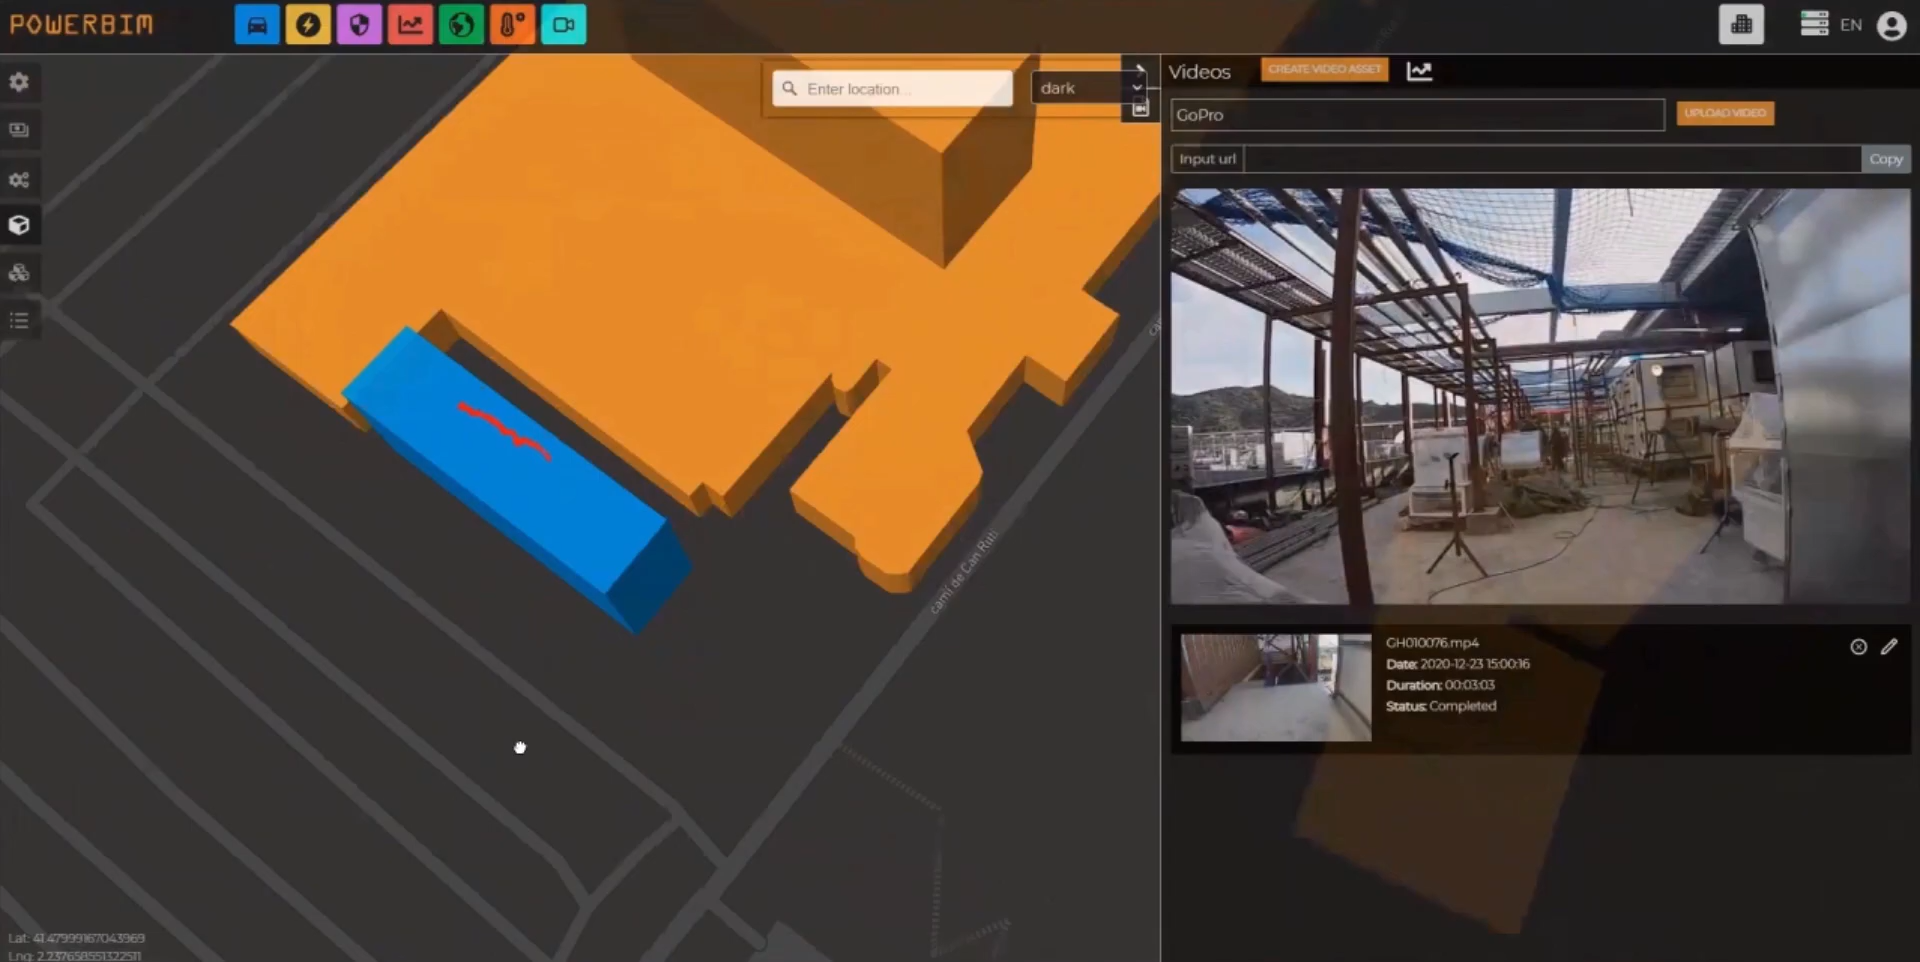 POWERBIM
EN
Enter location...
dark
Videos
CREATE VIDEO ASSET
GoPro
UPLOAD VIDEO
Input url
Copy
camí de Can Ruti
GH010076.mp4
Date: 2020-12-23 15:00:16
Duration: 00:03:03
Status: Completed
Lat: 41.47999167043969
Lng: 2.237658551322511